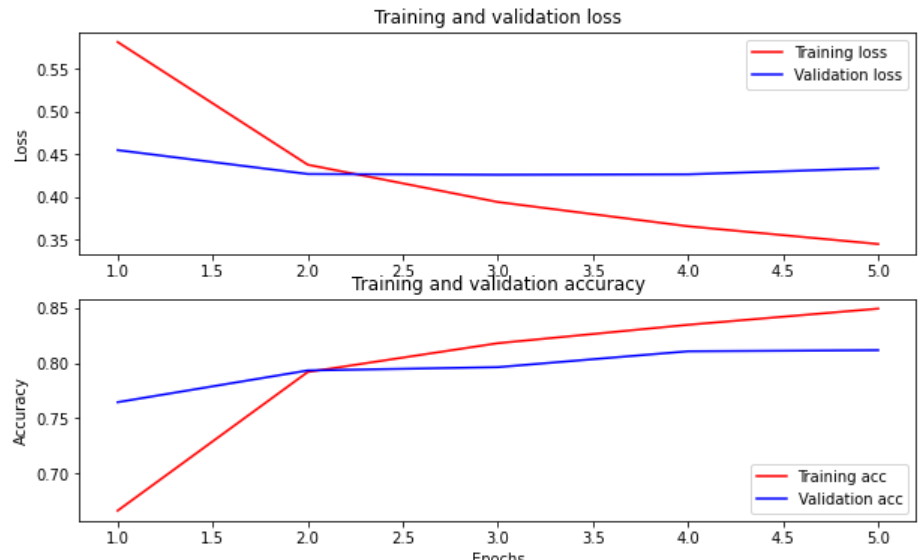 Training and validation loss
Training loss
Validation loss
Loss
0.55
0.50
0.45
0.40
0.35
1.0 1.5 2.0 2.5 3.0 3.5 4.0 4.5 5.0
Training and validation accuracy
0.85
0.80
0.75
0.70
Accuracy
Training acc
Validation acc
1.0 1.5 2.0 2.5 3.0 3.5 4.0 4.5 5.0
Epochs